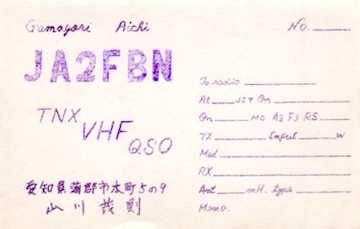 Gamagori Aichi
No.
JA2FBN
TNX
VHF
QSO
愛知県蒲郡市本町5の9
山川 茂則
To radio
At JST On
On MC A3 F3 RS
TX Input W
Mod
RX
Ant mH. type
Memo.